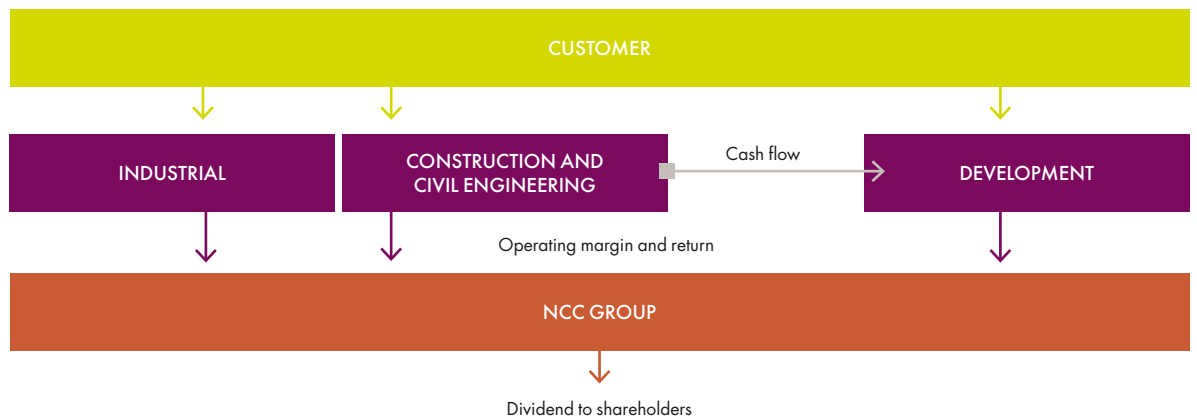 CUSTOMER
INDUSTRIAL
CONSTRUCTION AND
CIVIL ENGINEERING
Cash flow
DEVELOPMENT
Operating margin and return
NCC GROUP
Dividend to shareholders